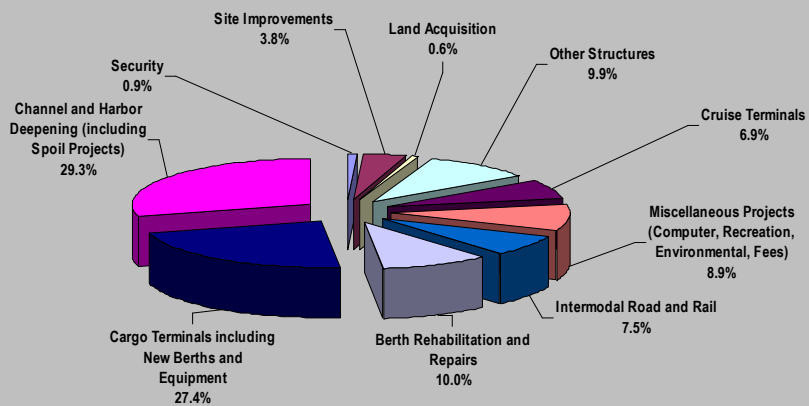 Site Improvements
3.8%
Land Acquisition
0.6%
Other Structures
9.9%
Security
0.9%
Channel and Harbor
Deepening (including
Spoil Projects)
29.3%
Cruise Terminals
6.9%
Miscellaneous Projects
(Computer, Recreation,
Environmental, Fees)
8.9%
Intermodal Road and Rail
7.5%
Cargo Terminals including
New Berths and
Equipment
27.4%
Berth Rehabilitation and
Repairs
10.0%